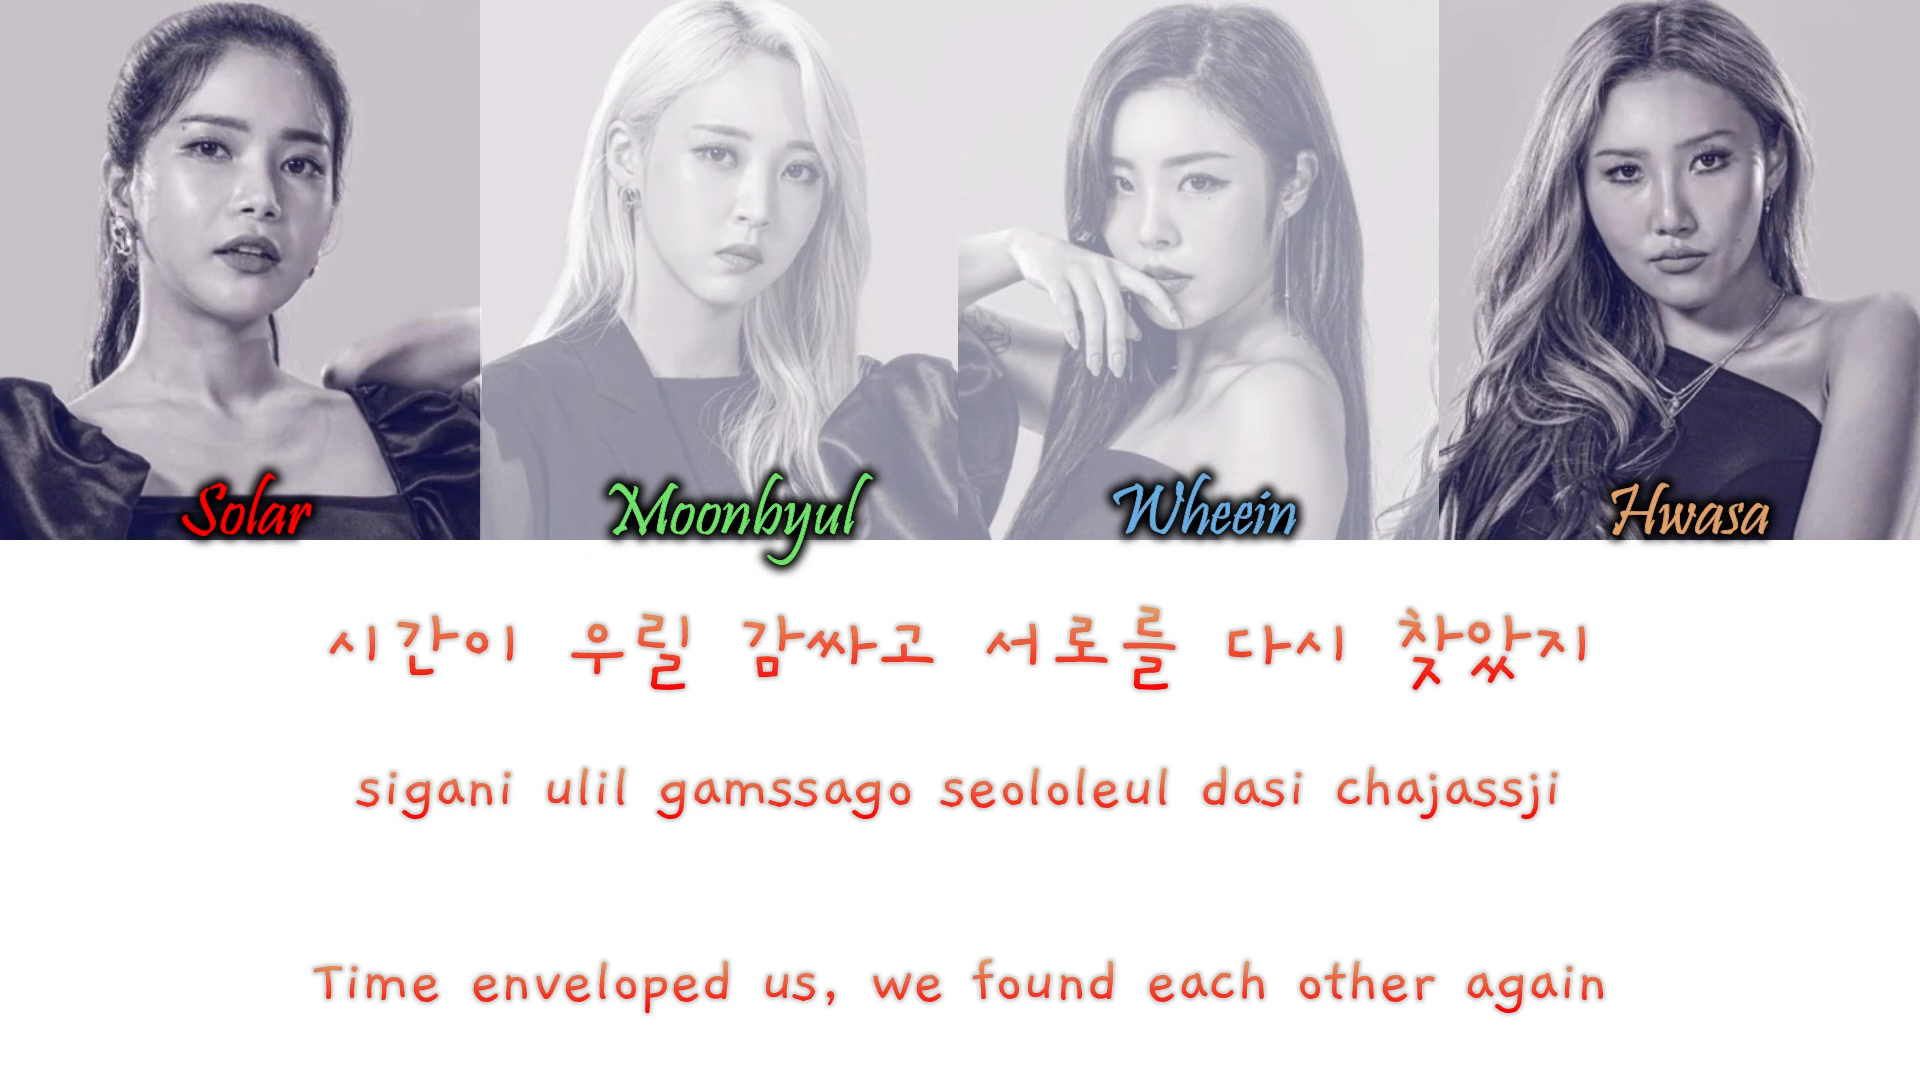 Solar Moonbyul Wheein Hwasa
시간이 우릴 감싸고 서로를 다시 찾았지
sigani ulil gamssago seololeul dasi chajassji
Time enveloped us, we found each other again